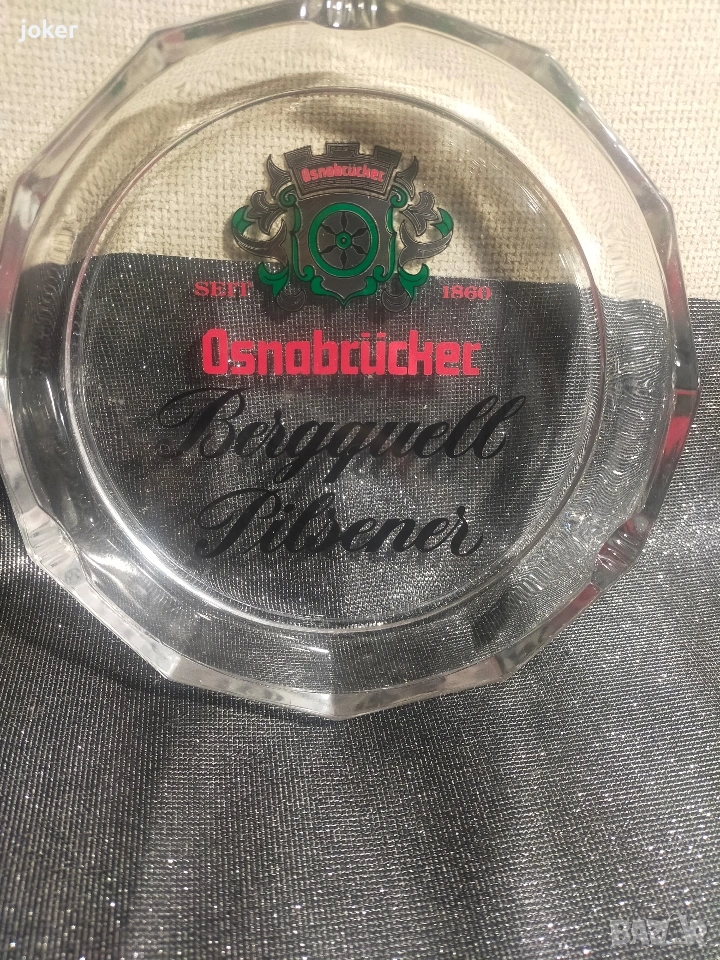 joker
Osnabrücker
SEIT 1860
Osnabrücker
Bergquell
Pilsener